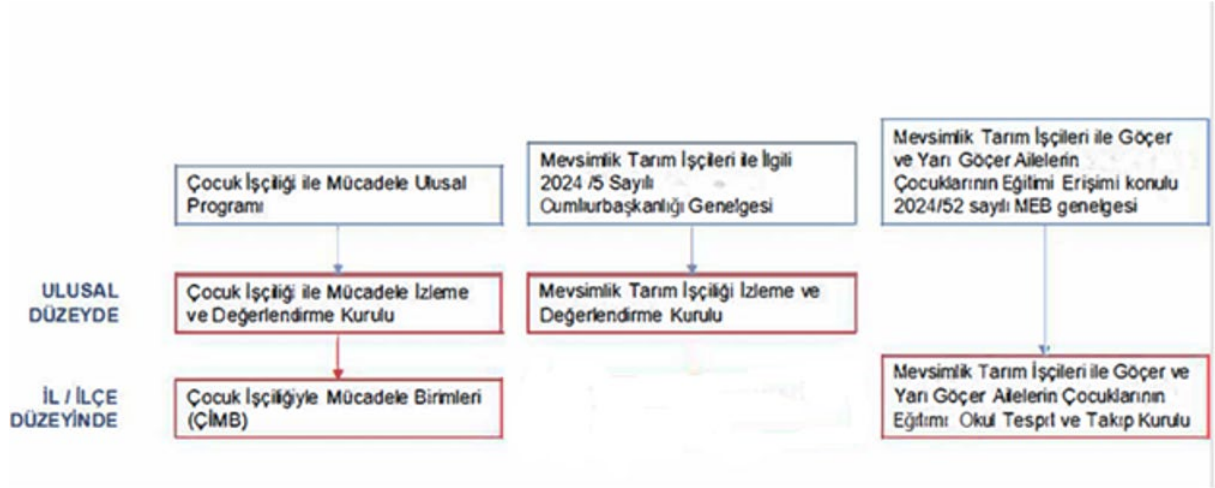 Çocuk İşçiliği ile Mücadele Ulusal
Programı
Mevsimlik Tarım İşçileri ile İlgili
2024 /5 Sayılı
Cumhurbaşkanlığı Genelgesi
Mevsimlik Tarım İşçileri ile Göçer
ve Yarı Göçer Ailelerin
Çocuklarının Eğitimi Erişimi konulu
2024/52 sayılı MEB genelgesi
ULUSAL
DÜZEYDE
Çocuk İşçiliği ile Mücadele İzleme
ve Değerlendirme Kurulu
Mevsimlik Tarım İşçiliği İzleme ve
Değerlendirme Kurulu
İL / İLÇE
DÜZEYİNDE
Çocuk İşçiliğiyle Mücadele Birimleri
(ÇİMB)
Mevsimlik Tarım İşçileri ile Göçer ve
Yarı Göçer Ailelerin Çocuklarının
Eğitimi Okul Tespit ve Takip Kurulu